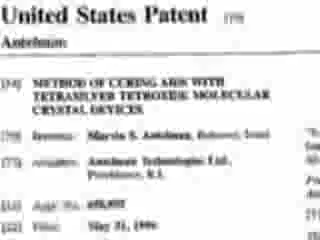 United States Patent [19]
Antelman
[54] METHOD OF CURING AIDS WITH
TETRASILVER TETROXIDE MOLECULAR
CRYSTAL DEVICES
[75] Inventor: Marvin S. Antelman, Rehovot, Israel
[73] Assignee: Antelman Technologies Ltd.,
Providence, R.I.
[21] Appl. No.:
[22] Filed: May 31, 1996